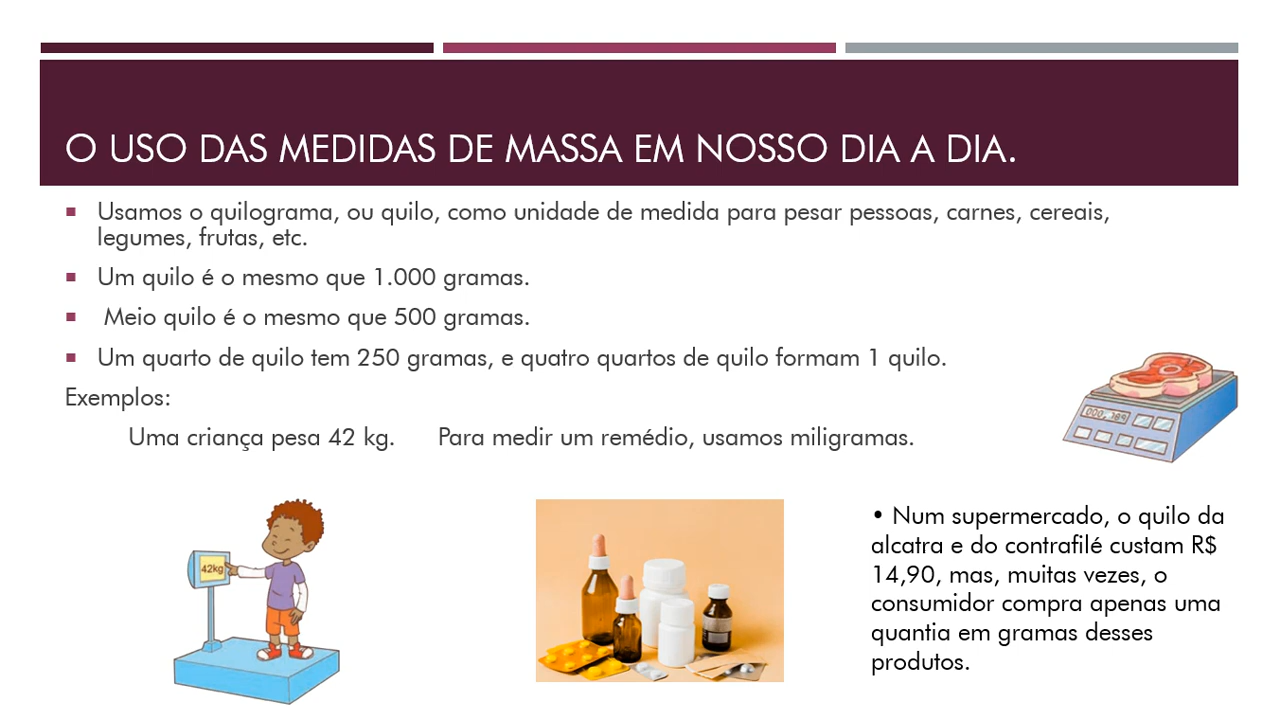 O USO DAS MEDIDAS DE MASSA EM NOSSO DIA A DIA.
▪ Usamos o quilograma, ou quilo, como unidade de medida para pesar pessoas, carnes, cereais,
legumes, frutas, etc.
▪ Um quilo é o mesmo que 1.000 gramas.
▪ Meio quilo é o mesmo que 500 gramas.
▪ Um quarto de quilo tem 250 gramas, e quatro quartos de quilo formam 1 quilo.
Exemplos:
Uma criança pesa 42 kg. Para medir um remédio, usamos miligramas.
42kg
• Num supermercado, o quilo da
alcatra e do contrafilé custam R$
14,90, mas, muitas vezes, o
consumidor compra apenas uma
quantia em gramas desses
produtos.